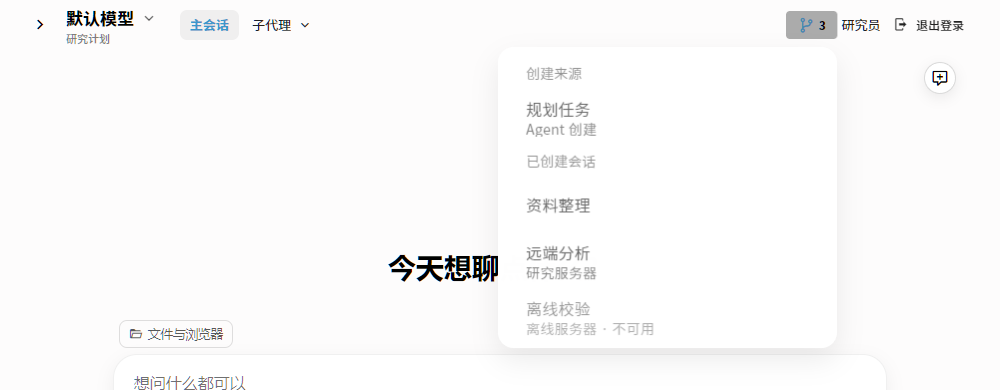 默认模型
研究计划
主会话
子代理
3
研究员
退出登录
创建来源
规划任务
Agent 创建
已创建会话
资料整理
远端分析
研究服务器
离线校验
离线服务器 · 不可用
今天想聊
文件与浏览器
想问什么都可以